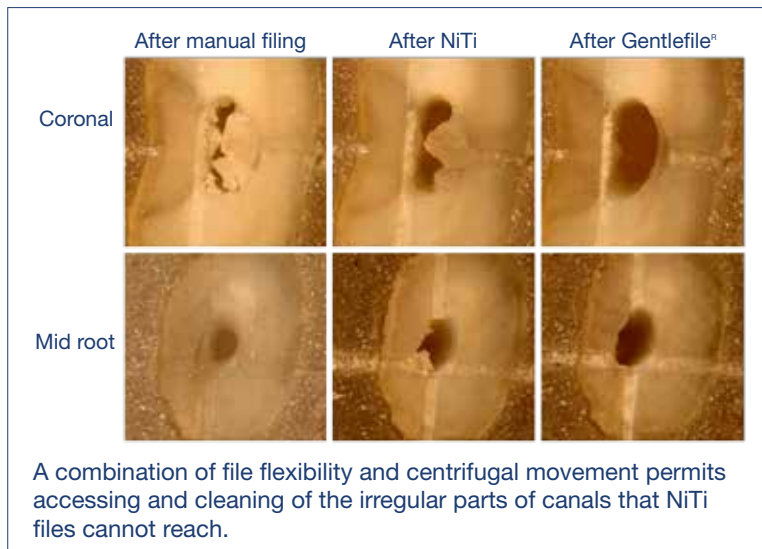 After manual filing After NiTi After Gentlefileᴿ
Coronal
Mid root
A combination of file flexibility and centrifugal movement permits
accessing and cleaning of the irregular parts of canals that NiTi
files cannot reach.